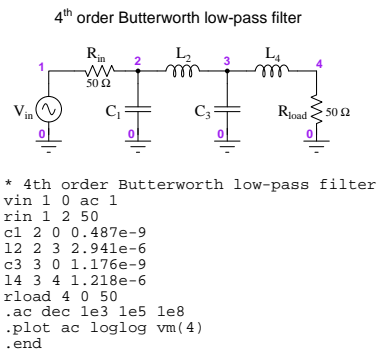 4th order Butterworth low-pass filter
1 Rin 2 L2 3 L4 4
50 Ω
Vin C1 C3 Rload 50 Ω
0 0 0 0
* 4th order Butterworth low-pass filter
vin 1 0 ac 1
rin 1 2 50
c1 2 0 0.487e-9
l2 2 3 2.941e-6
c3 3 0 1.176e-9
l4 3 4 1.218e-6
rload 4 0 50
.ac dec 1e3 1e5 1e8
.plot ac loglog vm(4)
.end